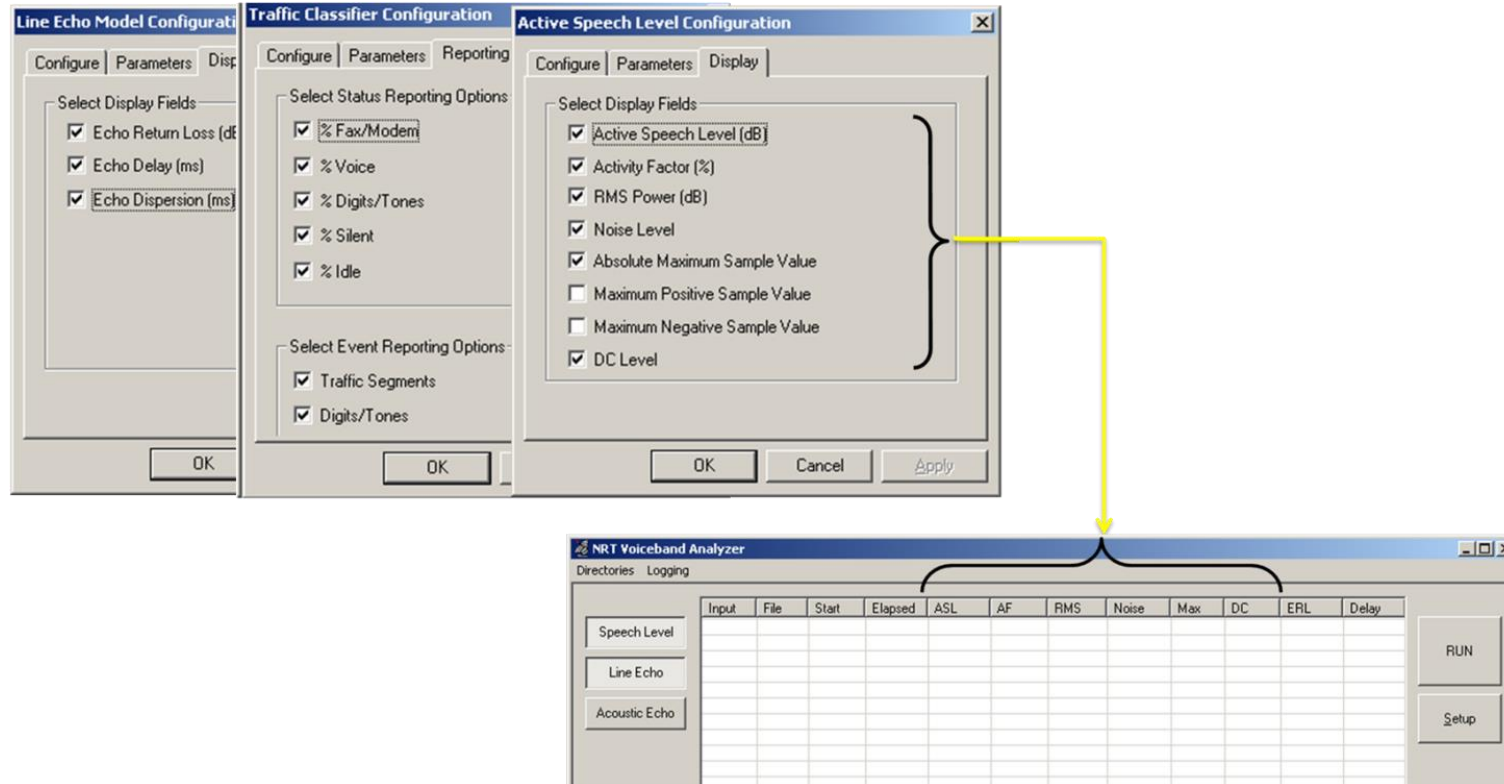 Line Echo Model Configurati
Configure Parameters Disp
Select Display Fields
Echo Return Loss (dB
Echo Delay (ms)
Echo Dispersion (ms)
OK
Traffic Classifier Configuration
Configure Parameters Reporting
Select Status Reporting Options
% Fax/Modem
% Voice
% Digits/Tones
% Silent
% Idle
Select Event Reporting Options
Traffic Segments
Digits/Tones
OK
Active Speech Level Configuration
Configure Parameters Display
Select Display Fields
Active Speech Level (dB)
Activity Factor (%)
RMS Power (dB)
Noise Level
Absolute Maximum Sample Value
Maximum Positive Sample Value
Maximum Negative Sample Value
DC Level
OK Cancel Apply
NRT Voiceband Analyzer
Directories Logging
Input File Start Elapsed ASL AF RMS Noise Max DC ERL Delay
Speech Level
Line Echo
Acoustic Echo
RUN
Setup